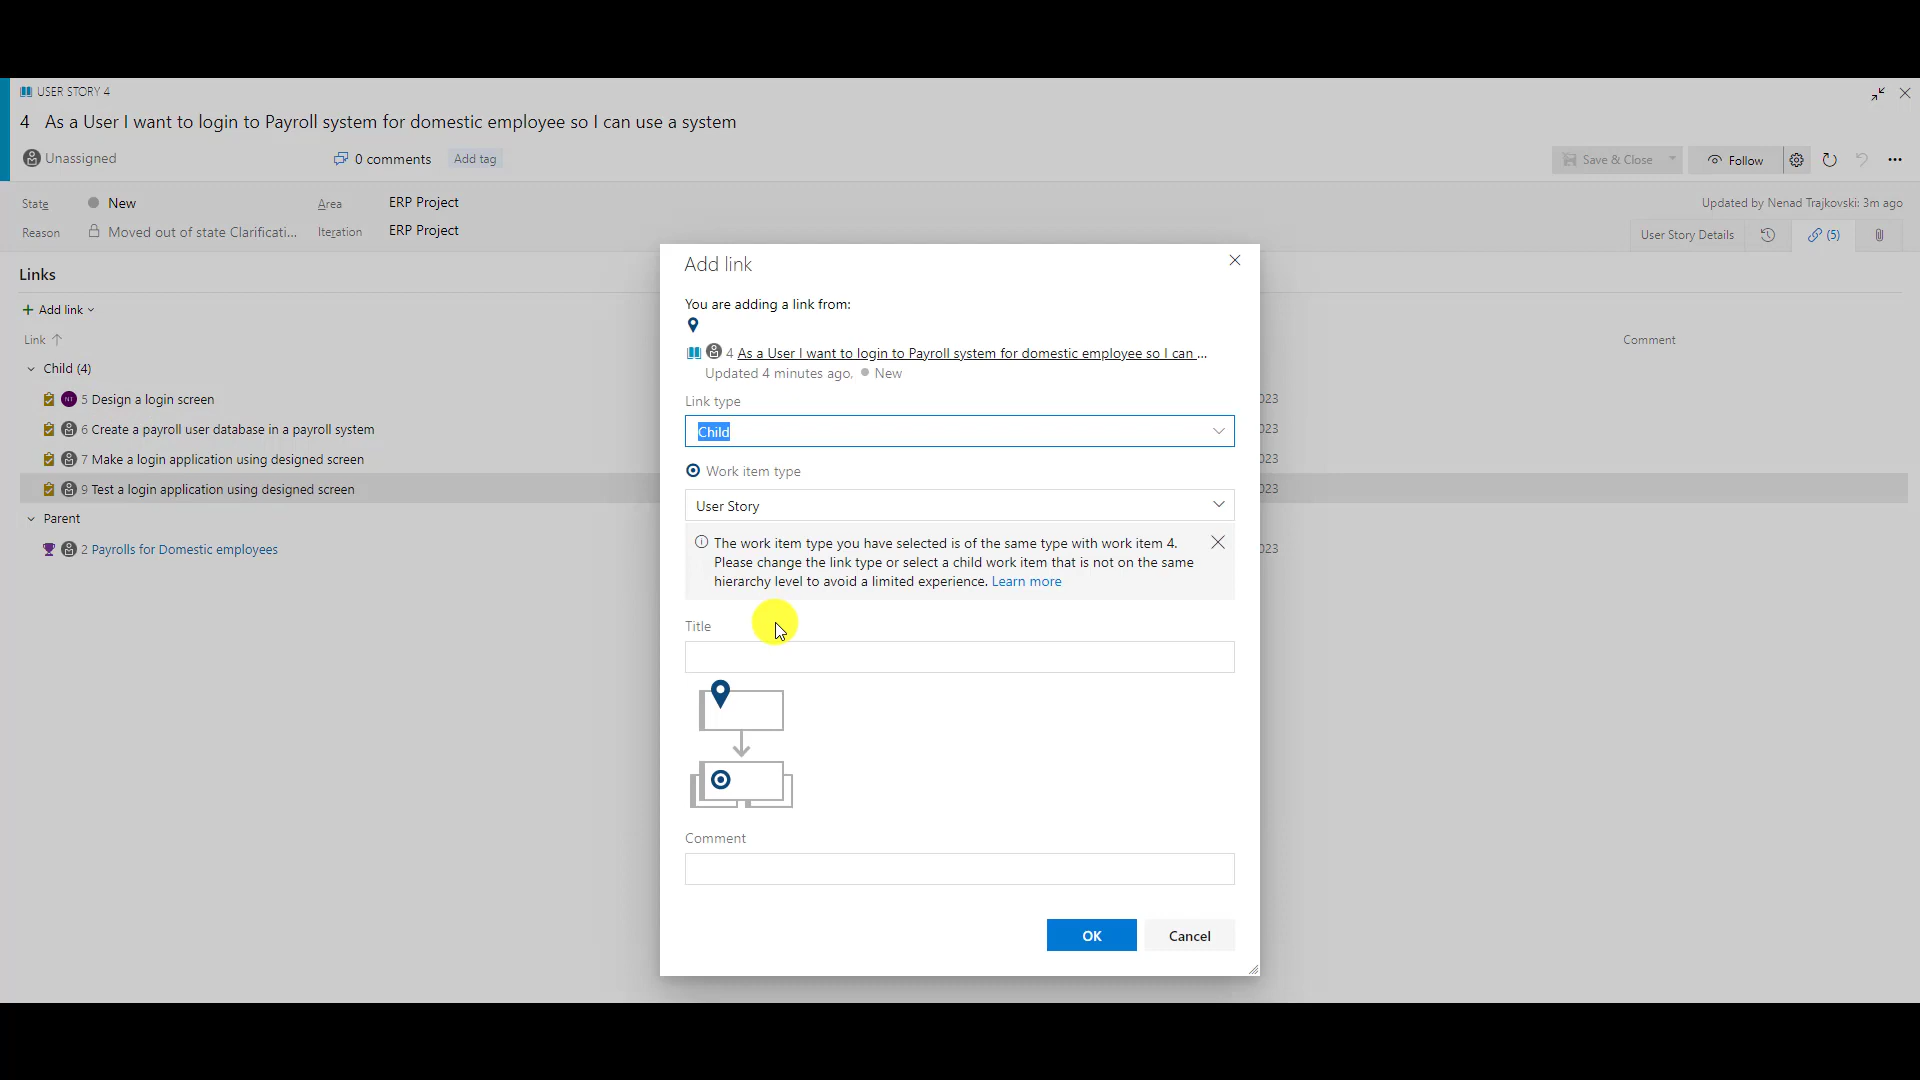 USER STORY 4
4 As a User I want to login to Payroll system for domestic employee so I can use a system
Unassigned
0 comments
Add tag
Save & Close
Follow
State
New
Area
ERP Project
Updated by Nenad Trajkovski: 3m ago
Reason
Moved out of state Clarificati...
Iteration
ERP Project
User Story Details
(5)
Links
Add link
Link
Comment
Child (4)
5 Design a login screen
023
6 Create a payroll user database in a payroll system
023
7 Make a login application using designed screen
023
9 Test a login application using designed screen
023
Parent
2 Payrolls for Domestic employees
023
Add link
You are adding a link from:
4 As a User I want to login to Payroll system for domestic employee so I can ...
Updated 4 minutes ago, New
Link type
Child
Work item type
User Story
The work item type you have selected is of the same type with work item 4.
Please change the link type or select a child work item that is not on the same
hierarchy level to avoid a limited experience. Learn more
Title
Comment
OK
Cancel